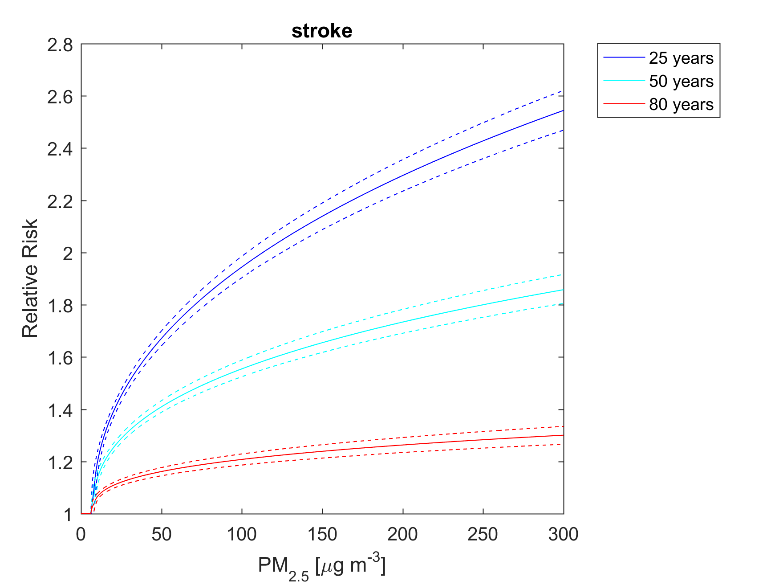 stroke
2.8
2.6
2.4
2.2
2
1.8
1.6
1.4
1.2
1
0
50
100
150
200
250
300
Relative Risk
PM2.5 [μg m-3]
25 years
50 years
80 years